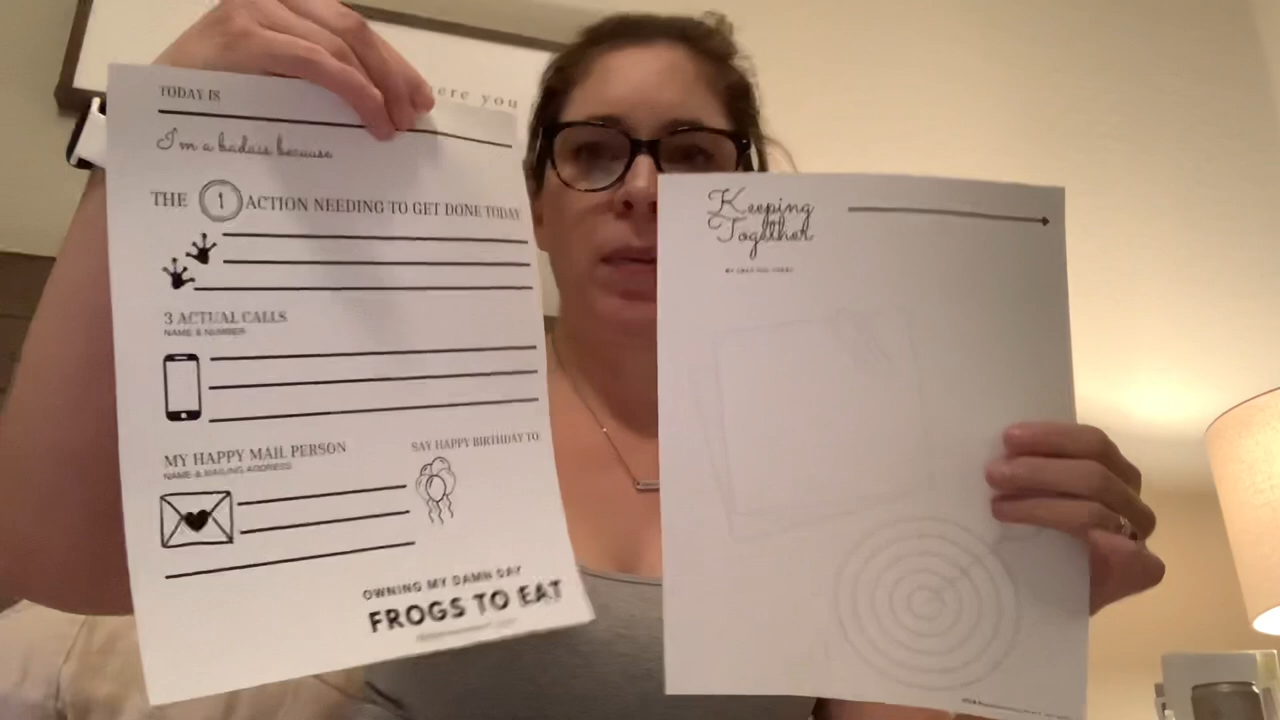 ere you
TODAY IS
I'm a badass because
THE 1 ACTION NEEDING TO GET DONE TODAY
3 ACTUAL CALLS
NAME & NUMBER
MY HAPPY MAIL PERSON
NAME & MAILING ADDRESS
SAY HAPPY BIRTHDAY TO
OWNING MY DAMN DAY
FROGS TO EAT
Keeping
Together